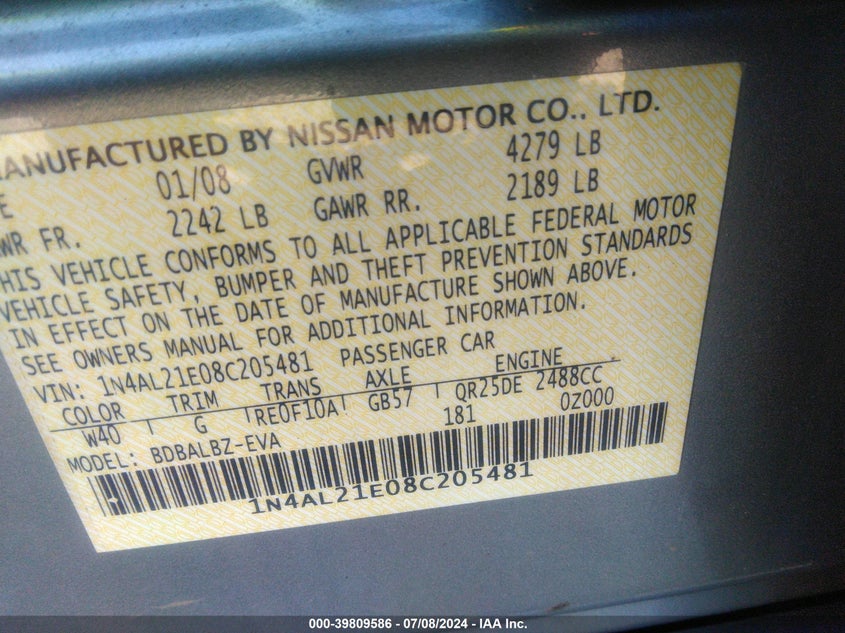 MANUFACTURED BY NISSAN MOTOR CO., LTD.
E 01/08 GVWR 4279 LB
WR FR. 2242 LB GAWR RR. 2189 LB
HIS VEHICLE CONFORMS TO ALL APPLICABLE FEDERAL MOTOR
VEHICLE SAFETY, BUMPER AND THEFT PREVENTION STANDARDS
IN EFFECT ON THE DATE OF MANUFACTURE SHOWN ABOVE.
SEE OWNERS MANUAL FOR ADDITIONAL INFORMATION.
VIN: 1N4AL21E08C205481 PASSENGER CAR
COLOR TRIM TRANS AXLE ENGINE
W40 G RE0F10A GB57 QR25DE 2488CC
181 0Z000
MODEL: BDBALBZ-EVA
1N4AL21E08C205481
000-39809586 - 07/08/2024 - IAA Inc.